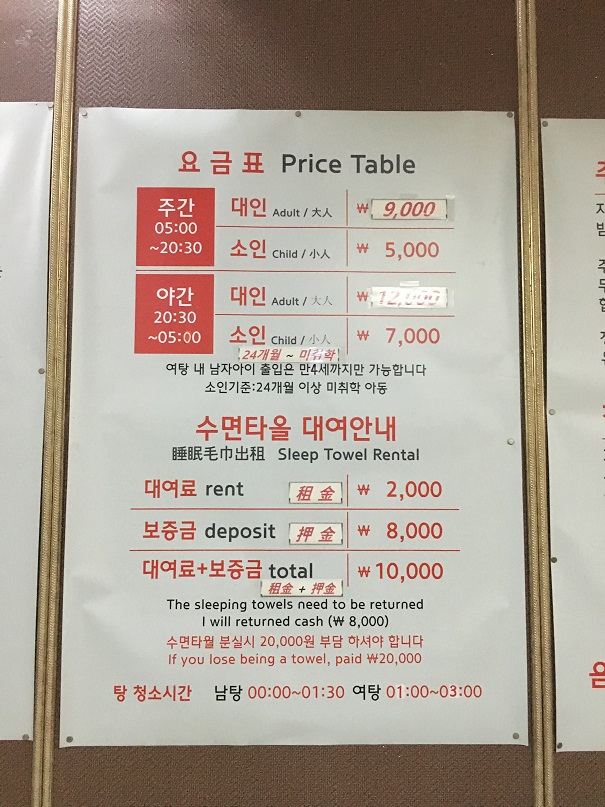 요금표 Price Table
주간 05:00 ~20:30
대인 Adult / 大人 ₩ 9,000
소인 Child / 小人 ₩ 5,000
야간 20:30 ~05:00
대인 Adult / 大人 ₩ 12,000
소인 Child / 小人 ₩ 7,000
24개월 ~ 미취학
여탕 내 남자아이 출입은 만4세까지만 가능합니다
소인기준:24개월 이상 미취학 아동
수면타올 대여안내
睡眠毛巾出租 Sleep Towel Rental
대여료 rent 租金 ₩ 2,000
보증금 deposit 押金 ₩ 8,000
대여료+보증금 total ₩10,000
租金 + 押金
The sleeping towels need to be returned
I will returned cash (₩ 8,000)
수면타월 분실시 20,000원 부담 하셔야 합니다
If you lose being a towel, paid ₩20,000
탕 청소시간 남탕 00:00~01:30 여탕 01:00~03:00